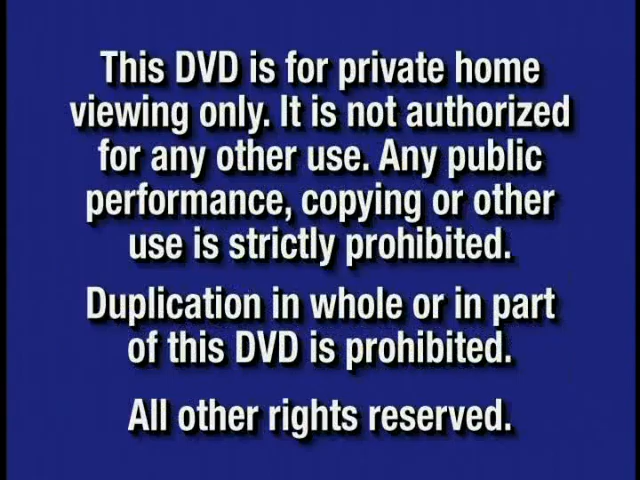 This DVD is for private home
viewing only. It is not authorized
for any other use. Any public
performance, copying or other
use is strictly prohibited.
Duplication in whole or in part
of this DVD is prohibited.
All other rights reserved.